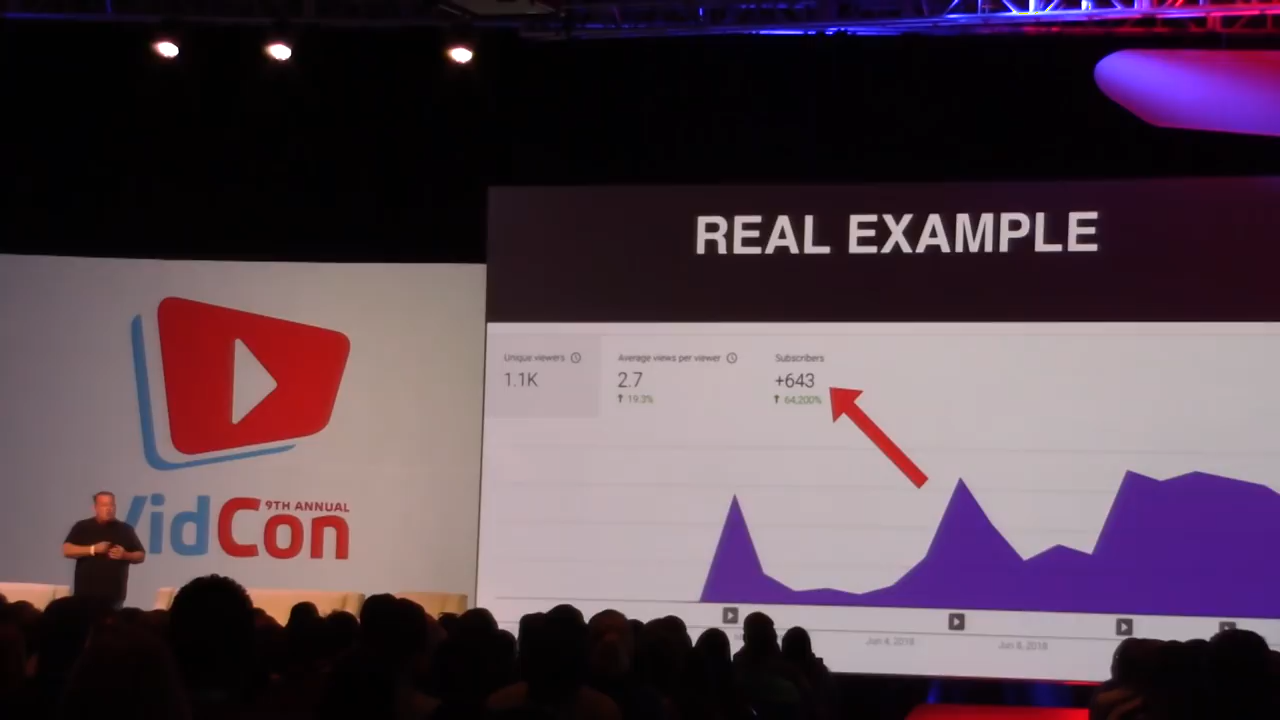 REAL EXAMPLE
Unique viewers
1.1K
Average views per viewer
2.7
19.3%
Subscribers
+643
64,200%
VidCon
9TH ANNUAL
Jun 4, 2018
Jun 8, 2018